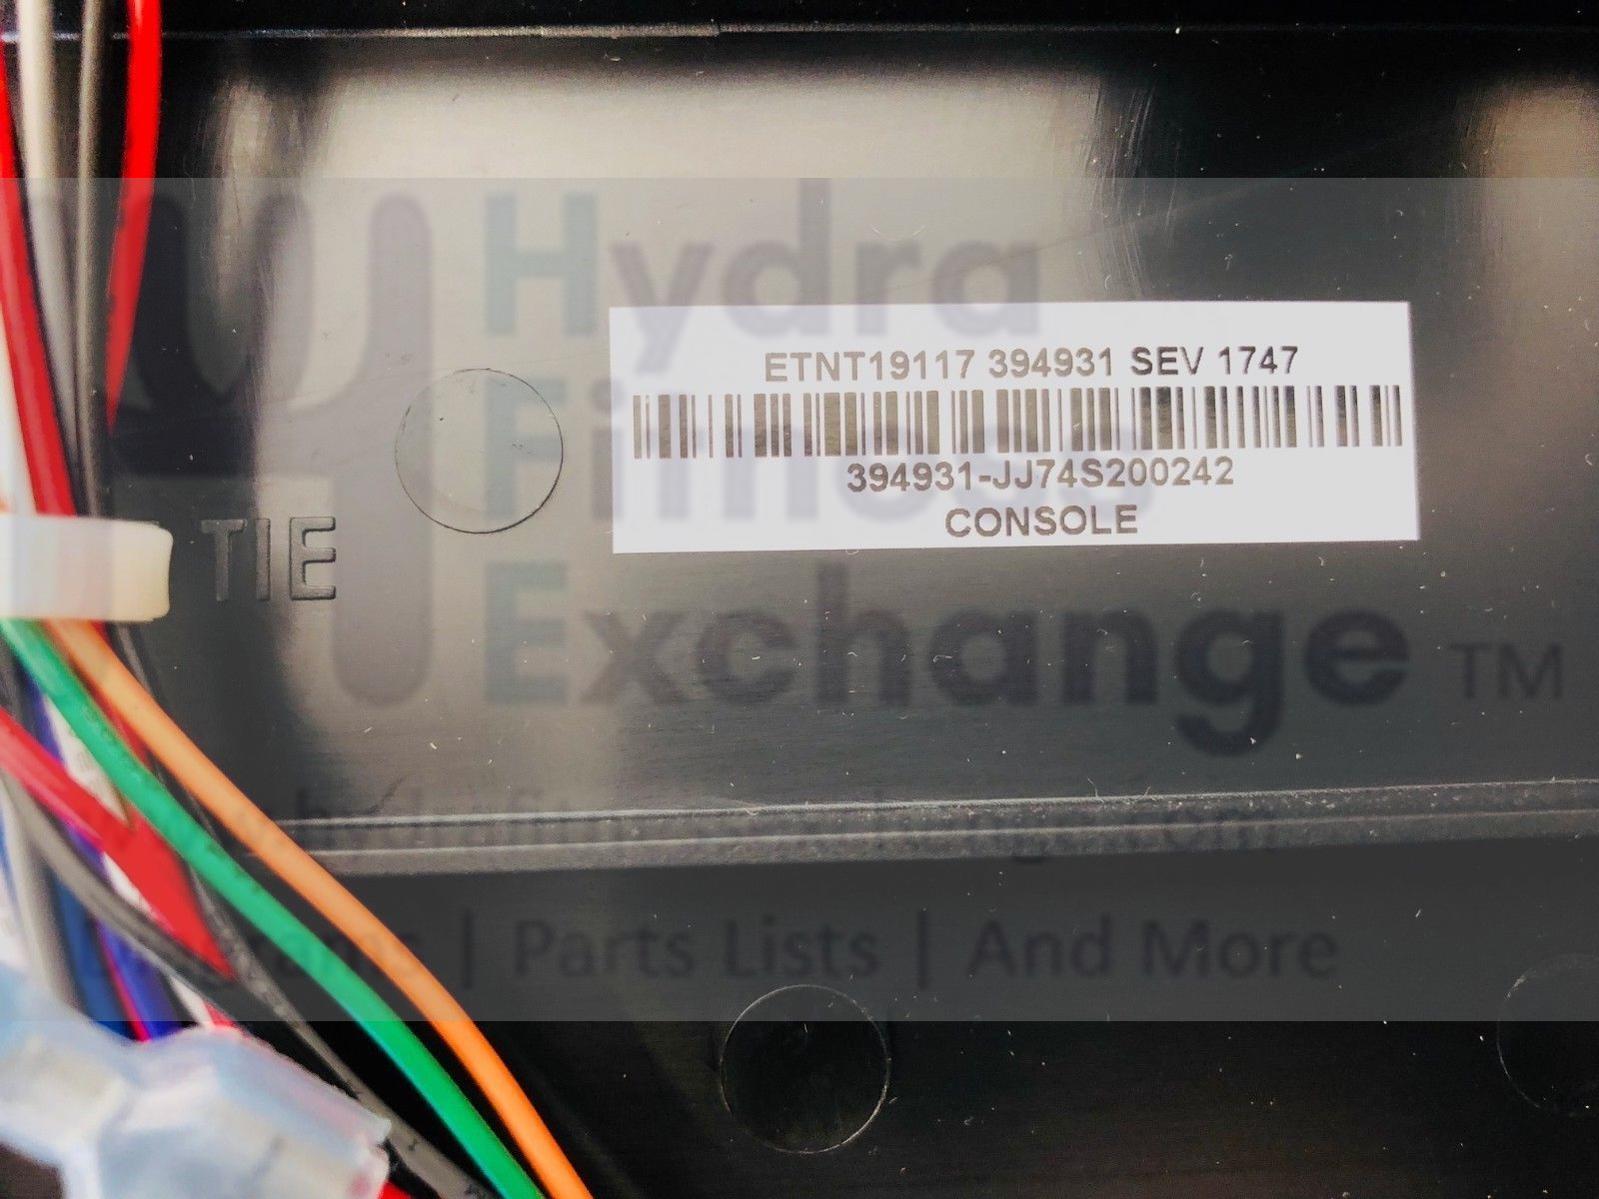 Hydra
ETNT19117 394931 SEV 1747
Fitness
394931-JJ74S200242
CONSOLE
TIE
Exchange TM
| Parts Lists | And More